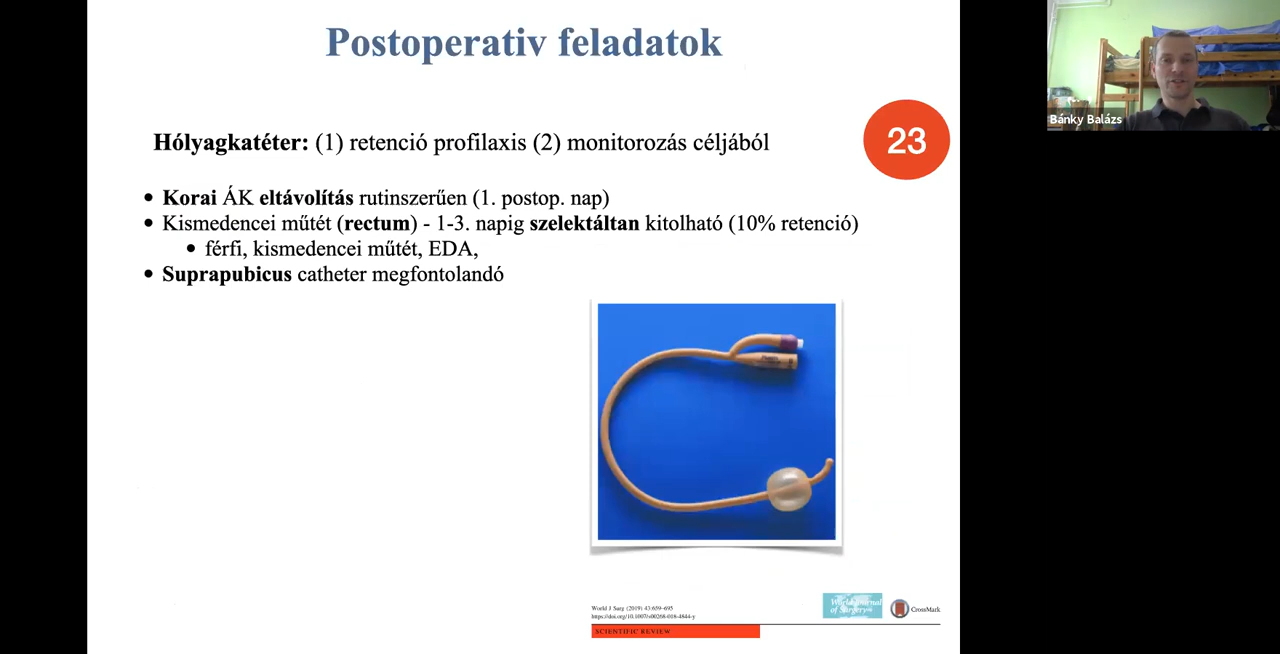 Postoperativ feladatok
Hólyagkatéter: (1) retenció profilaxis (2) monitorozás céljából
23
Korai ÁK eltávolítás rutinszerűen (1. postop. nap)
Kismedencei műtét (rectum) - 1-3. napig szelektáltan kitolható (10% retenció)
férfi, kismedencei műtét, EDA,
Suprapubicus catheter megfontolandó
Bánky Balázs
World J Surg (2019) 43:659–695
https://doi.org/10.1007/s00268-018-4844-y
World Journal
of Surgery
CrossMark
SCIENTIFIC REVIEW